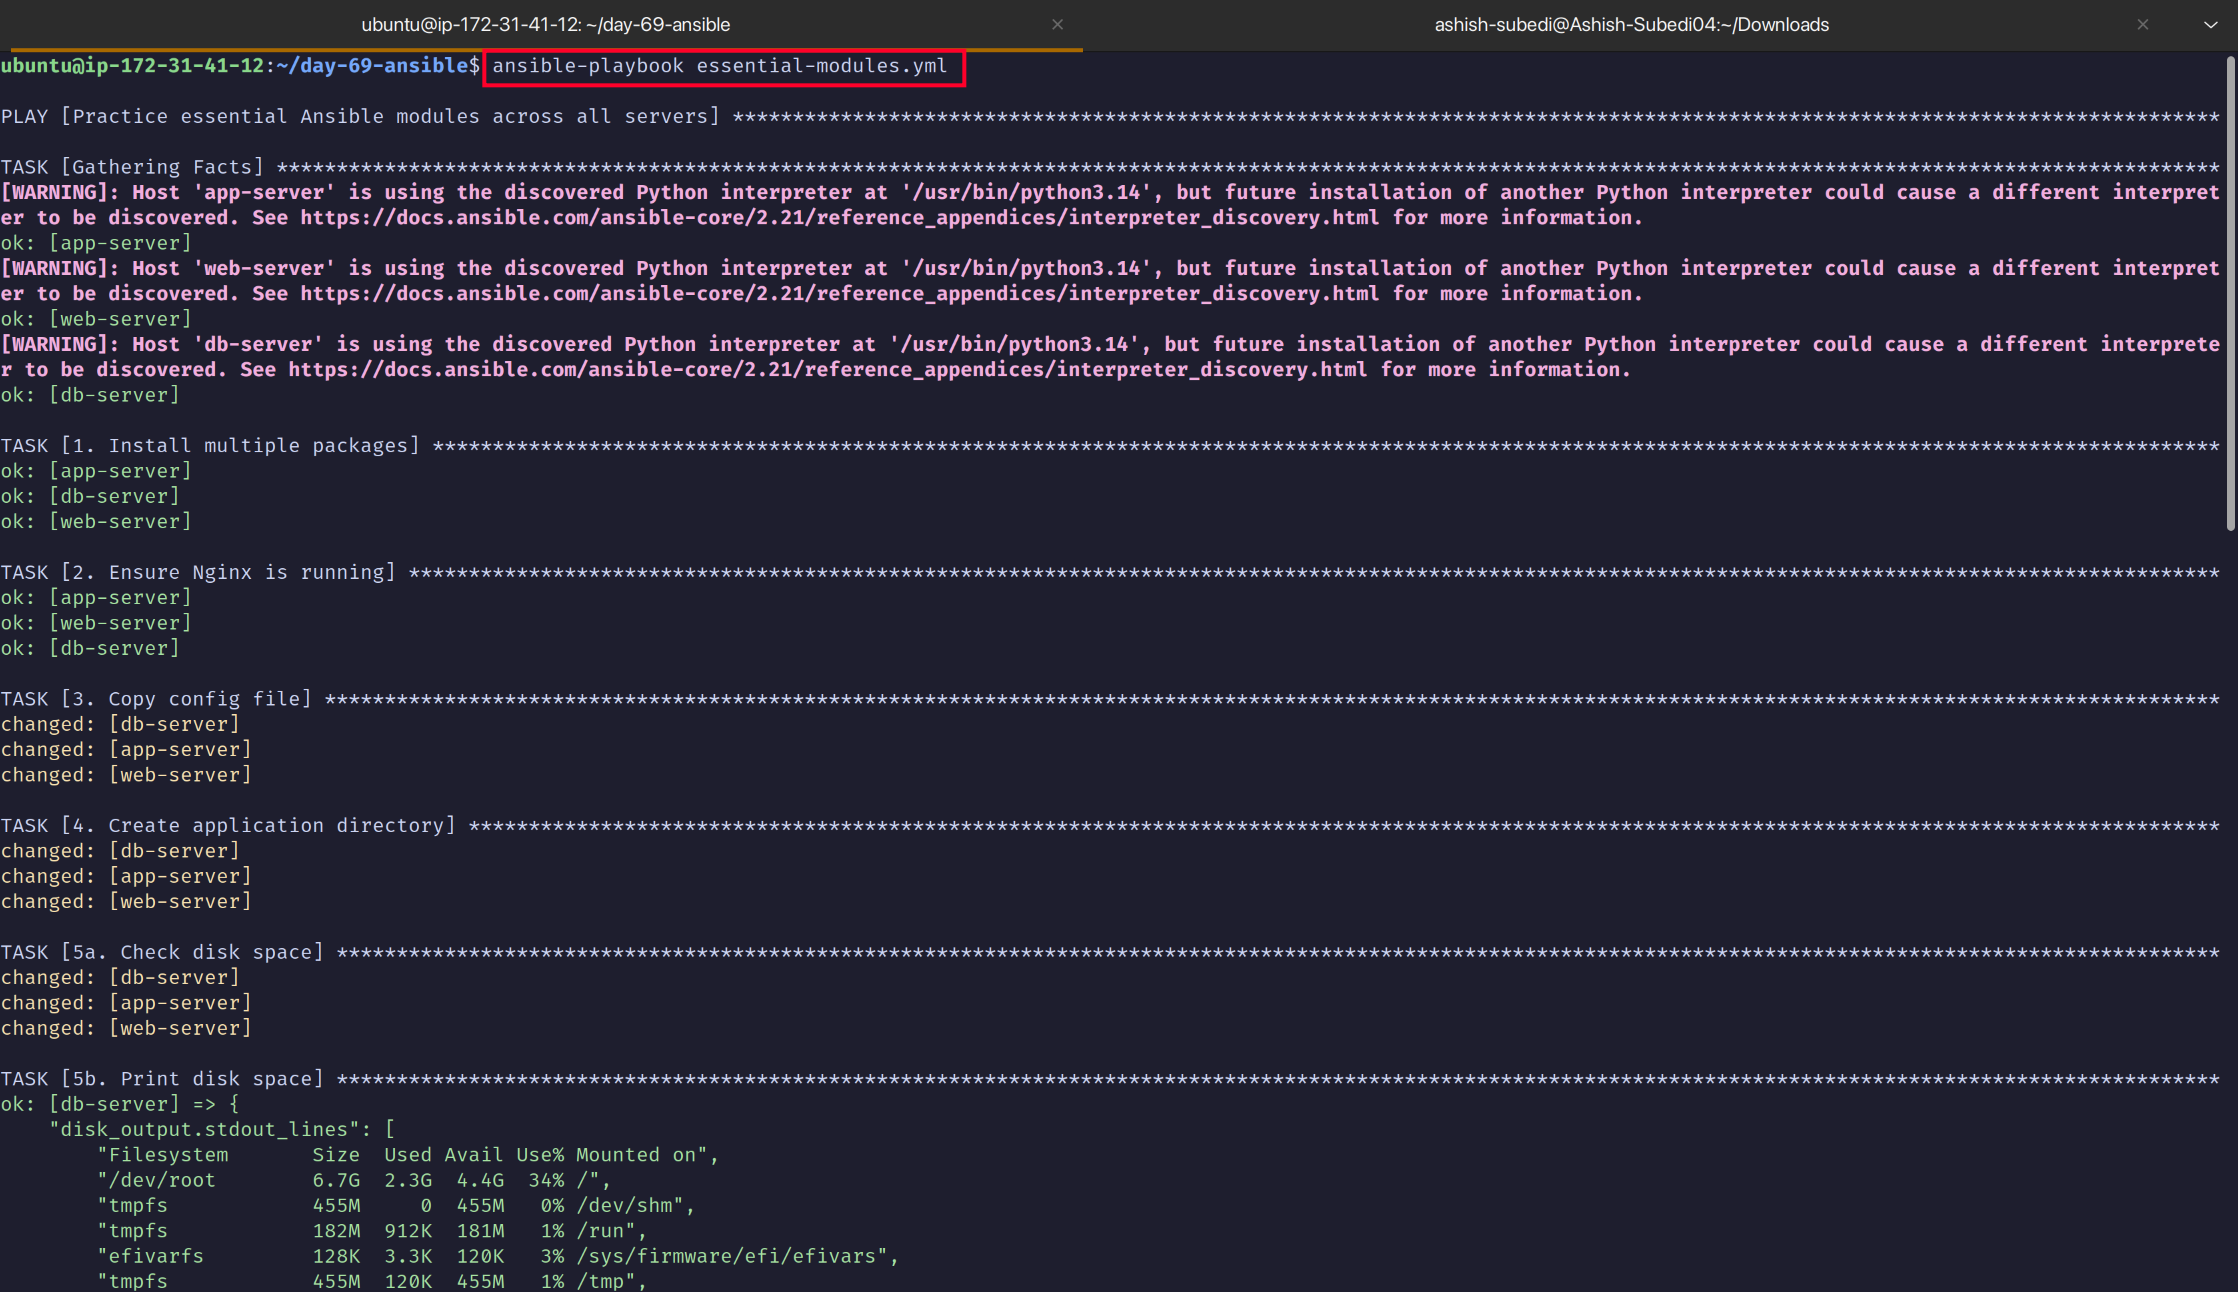 ubuntu@ip-172-31-41-12: ~/day-69-ansible
ashish-subedi@Ashish-Subedi04:~/Downloads
ubuntu@ip-172-31-41-12:~/day-69-ansible$ ansible-playbook essential-modules.yml
PLAY [Practice essential Ansible modules across all servers] ****************************************************************************************************************************
TASK [Gathering Facts] ******************************************************************************************************************************************************************
[WARNING]: Host 'app-server' is using the discovered Python interpreter at '/usr/bin/python3.14', but future installation of another Python interpreter could cause a different interpret
er to be discovered. See https://docs.ansible.com/ansible-core/2.21/reference_appendices/interpreter_discovery.html for more information.
ok: [app-server]
[WARNING]: Host 'web-server' is using the discovered Python interpreter at '/usr/bin/python3.14', but future installation of another Python interpreter could cause a different interpret
er to be discovered. See https://docs.ansible.com/ansible-core/2.21/reference_appendices/interpreter_discovery.html for more information.
ok: [web-server]
[WARNING]: Host 'db-server' is using the discovered Python interpreter at '/usr/bin/python3.14', but future installation of another Python interpreter could cause a different interprete
r to be discovered. See https://docs.ansible.com/ansible-core/2.21/reference_appendices/interpreter_discovery.html for more information.
ok: [db-server]
TASK [1. Install multiple packages] *****************************************************************************************************************************************************
ok: [app-server]
ok: [db-server]
ok: [web-server]
TASK [2. Ensure Nginx is running] *******************************************************************************************************************************************************
ok: [app-server]
ok: [web-server]
ok: [db-server]
TASK [3. Copy config file] **************************************************************************************************************************************************************
changed: [db-server]
changed: [app-server]
changed: [web-server]
TASK [4. Create application directory] **************************************************************************************************************************************************
changed: [db-server]
changed: [app-server]
changed: [web-server]
TASK [5a. Check disk space] *************************************************************************************************************************************************************
changed: [db-server]
changed: [app-server]
changed: [web-server]
TASK [5b. Print disk space] *************************************************************************************************************************************************************
ok: [db-server] => {
    "disk_output.stdout_lines": [
        "Filesystem       Size  Used Avail Use% Mounted on",
        "/dev/root        6.7G  2.3G  4.4G  34% /",
        "tmpfs            455M     0  455M   0% /dev/shm",
        "tmpfs            182M  912K  181M   1% /run",
        "efivarfs         128K  3.3K  120K   3% /sys/firmware/efi/efivars",
        "tmpfs            455M  120K  455M   1% /tmp",